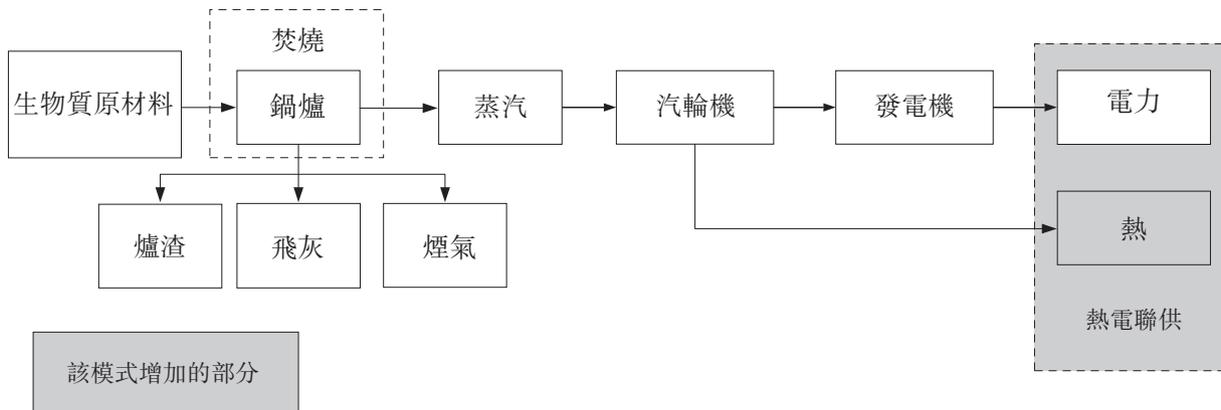 焚燒
生物質原材料
鍋爐
蒸汽
汽輪機
發電機
電力
爐渣
飛灰
煙氣
熱
熱電聯供
該模式增加的部分